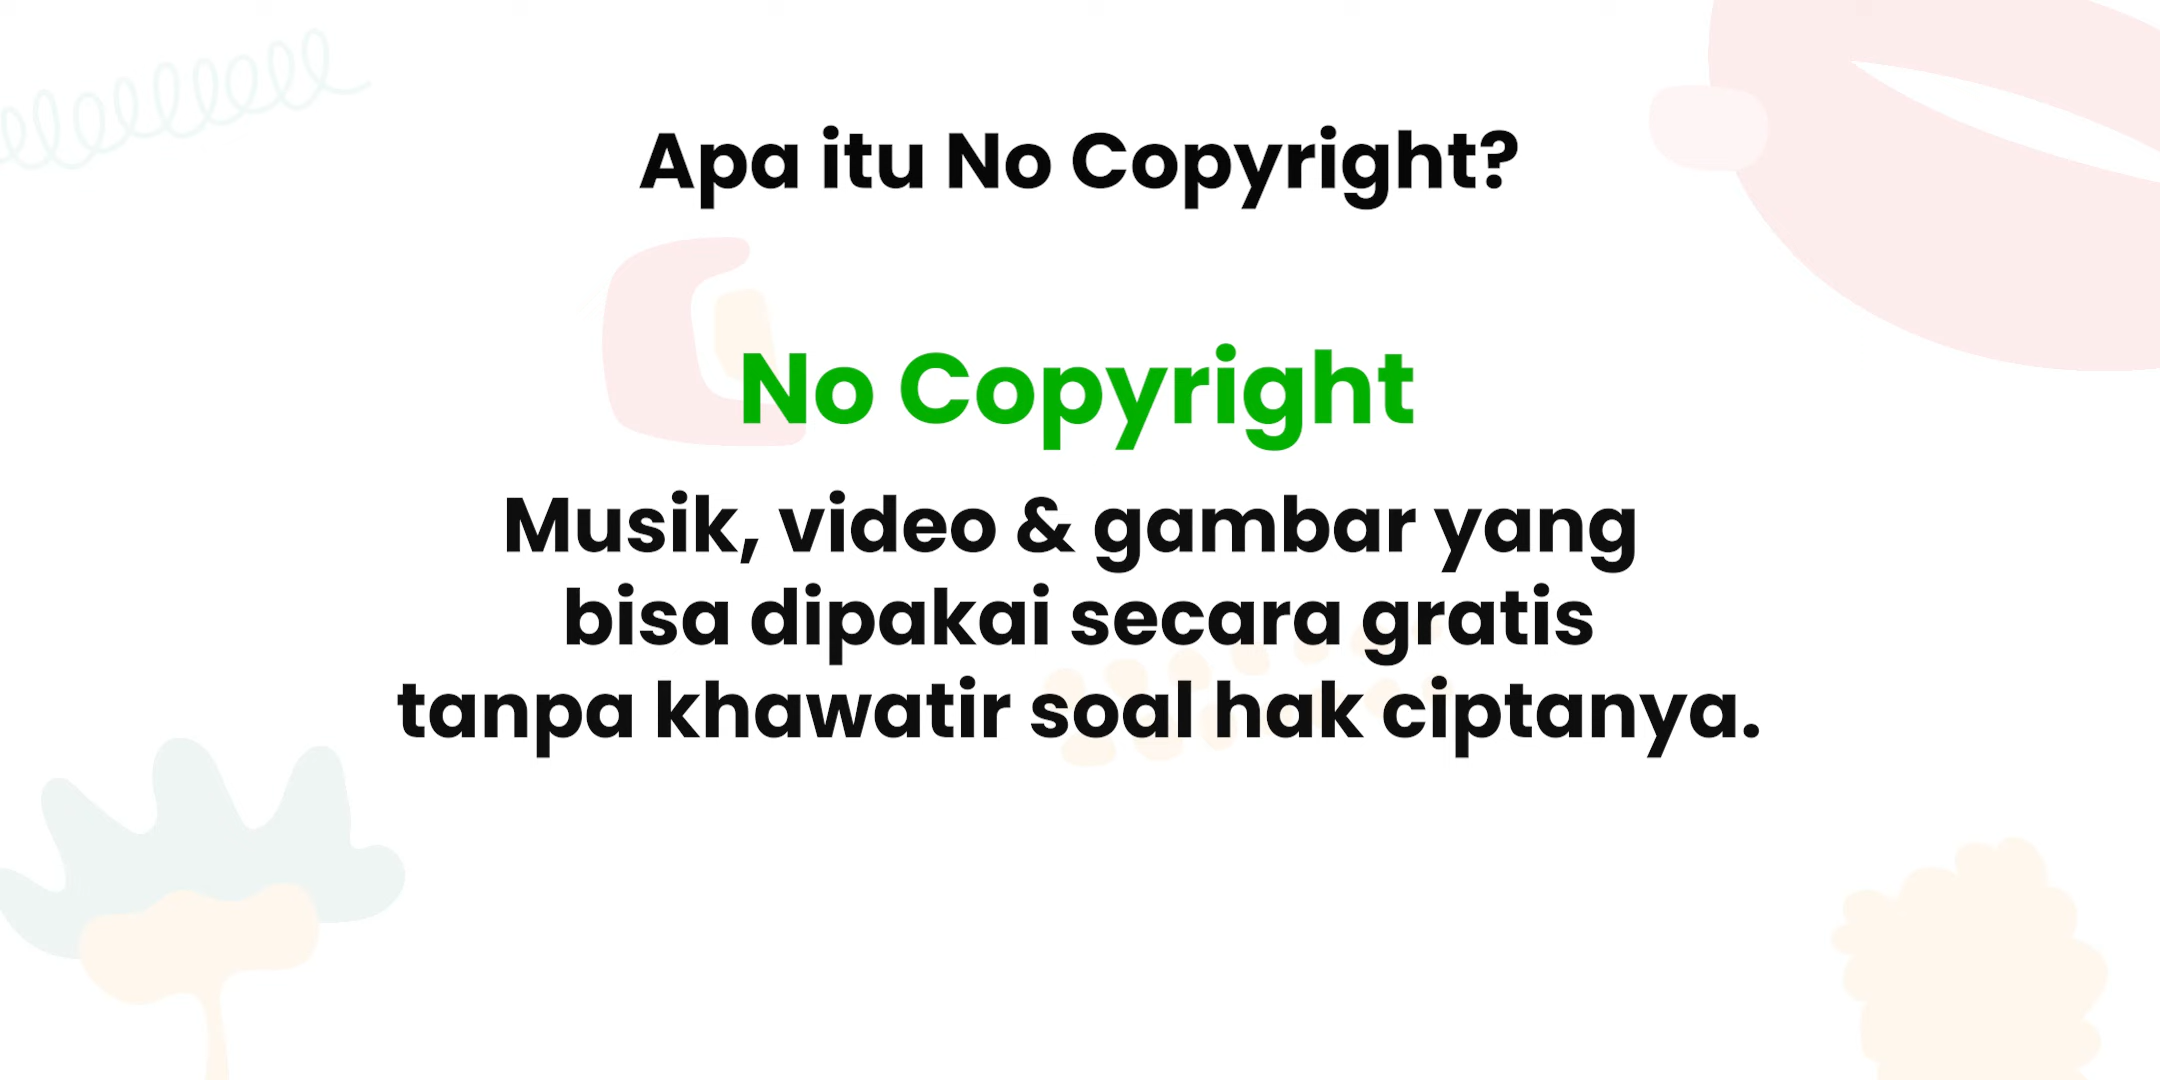 Apa itu No Copyright?
No Copyright
Musik, video & gambar yang
bisa dipakai secara gratis
tanpa khawatir soal hak ciptanya.